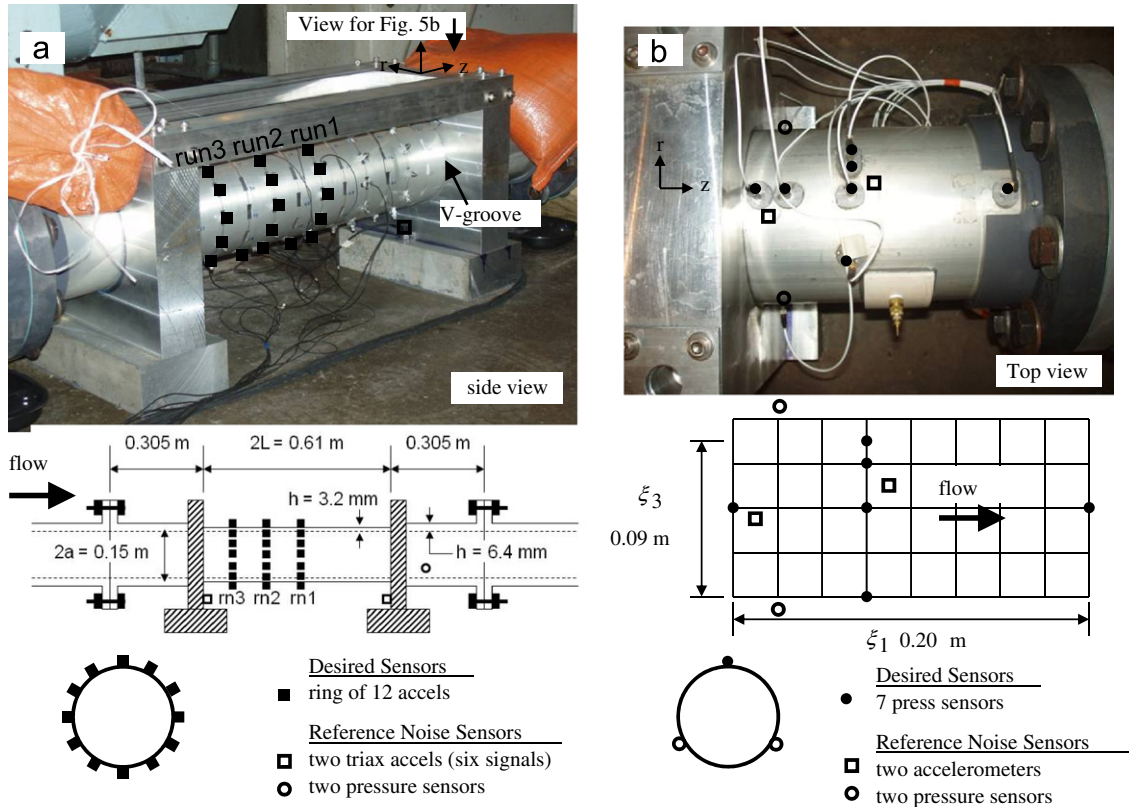 a
View for Fig. 5b
r
z
run3 run2 run1
V-groove
side view
0.305 m
2L = 0.61 m
0.305 m
flow
h = 3.2 mm
2a = 0.15 m
h = 6.4 mm
rn3 rn2 rn1
Desired Sensors
ring of 12 accels
Reference Noise Sensors
two triax accels (six signals)
two pressure sensors
b
r
z
Top view
ξ3
0.09 m
flow
ξ1 0.20 m
Desired Sensors
7 press sensors
Reference Noise Sensors
two accelerometers
two pressure sensors